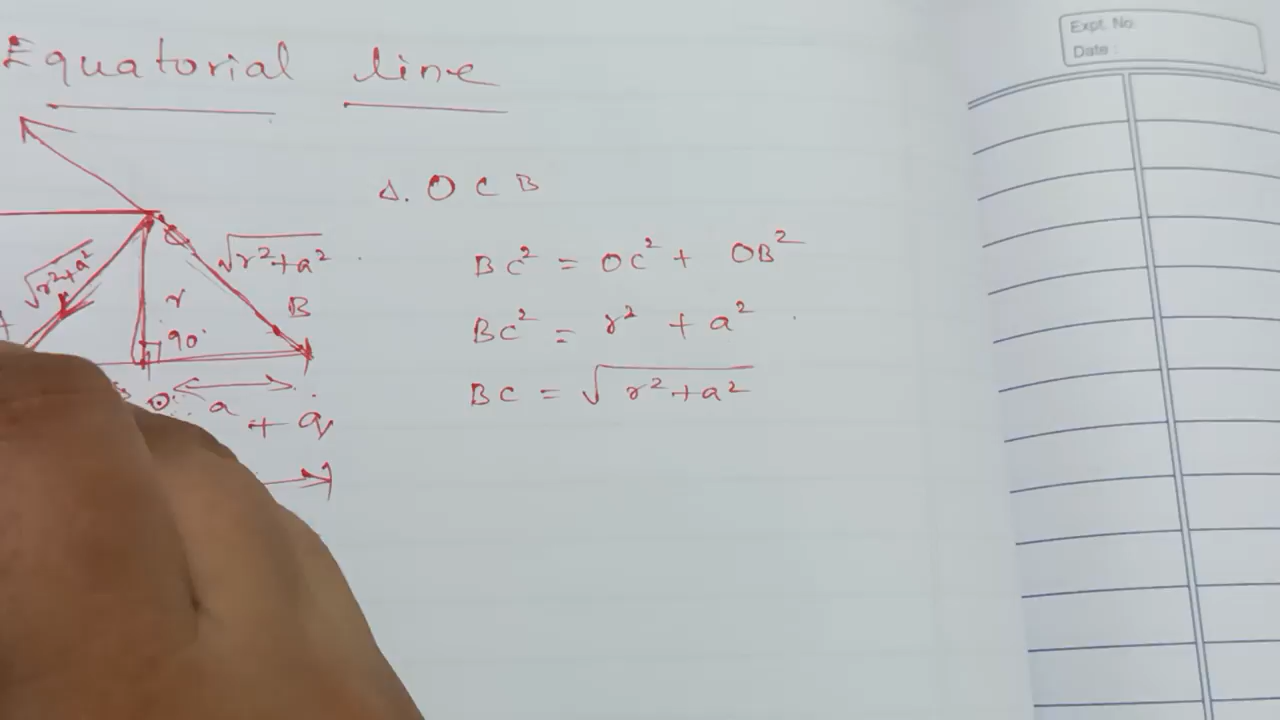 Equatorial line
Δ. O C B
√r²+a²
√r²+a²
BC² = OC² + OB²
r
B
90°
BC² = r² + a²
BC = √r²+a²
O
a
+ q
Expt. No.
Date :